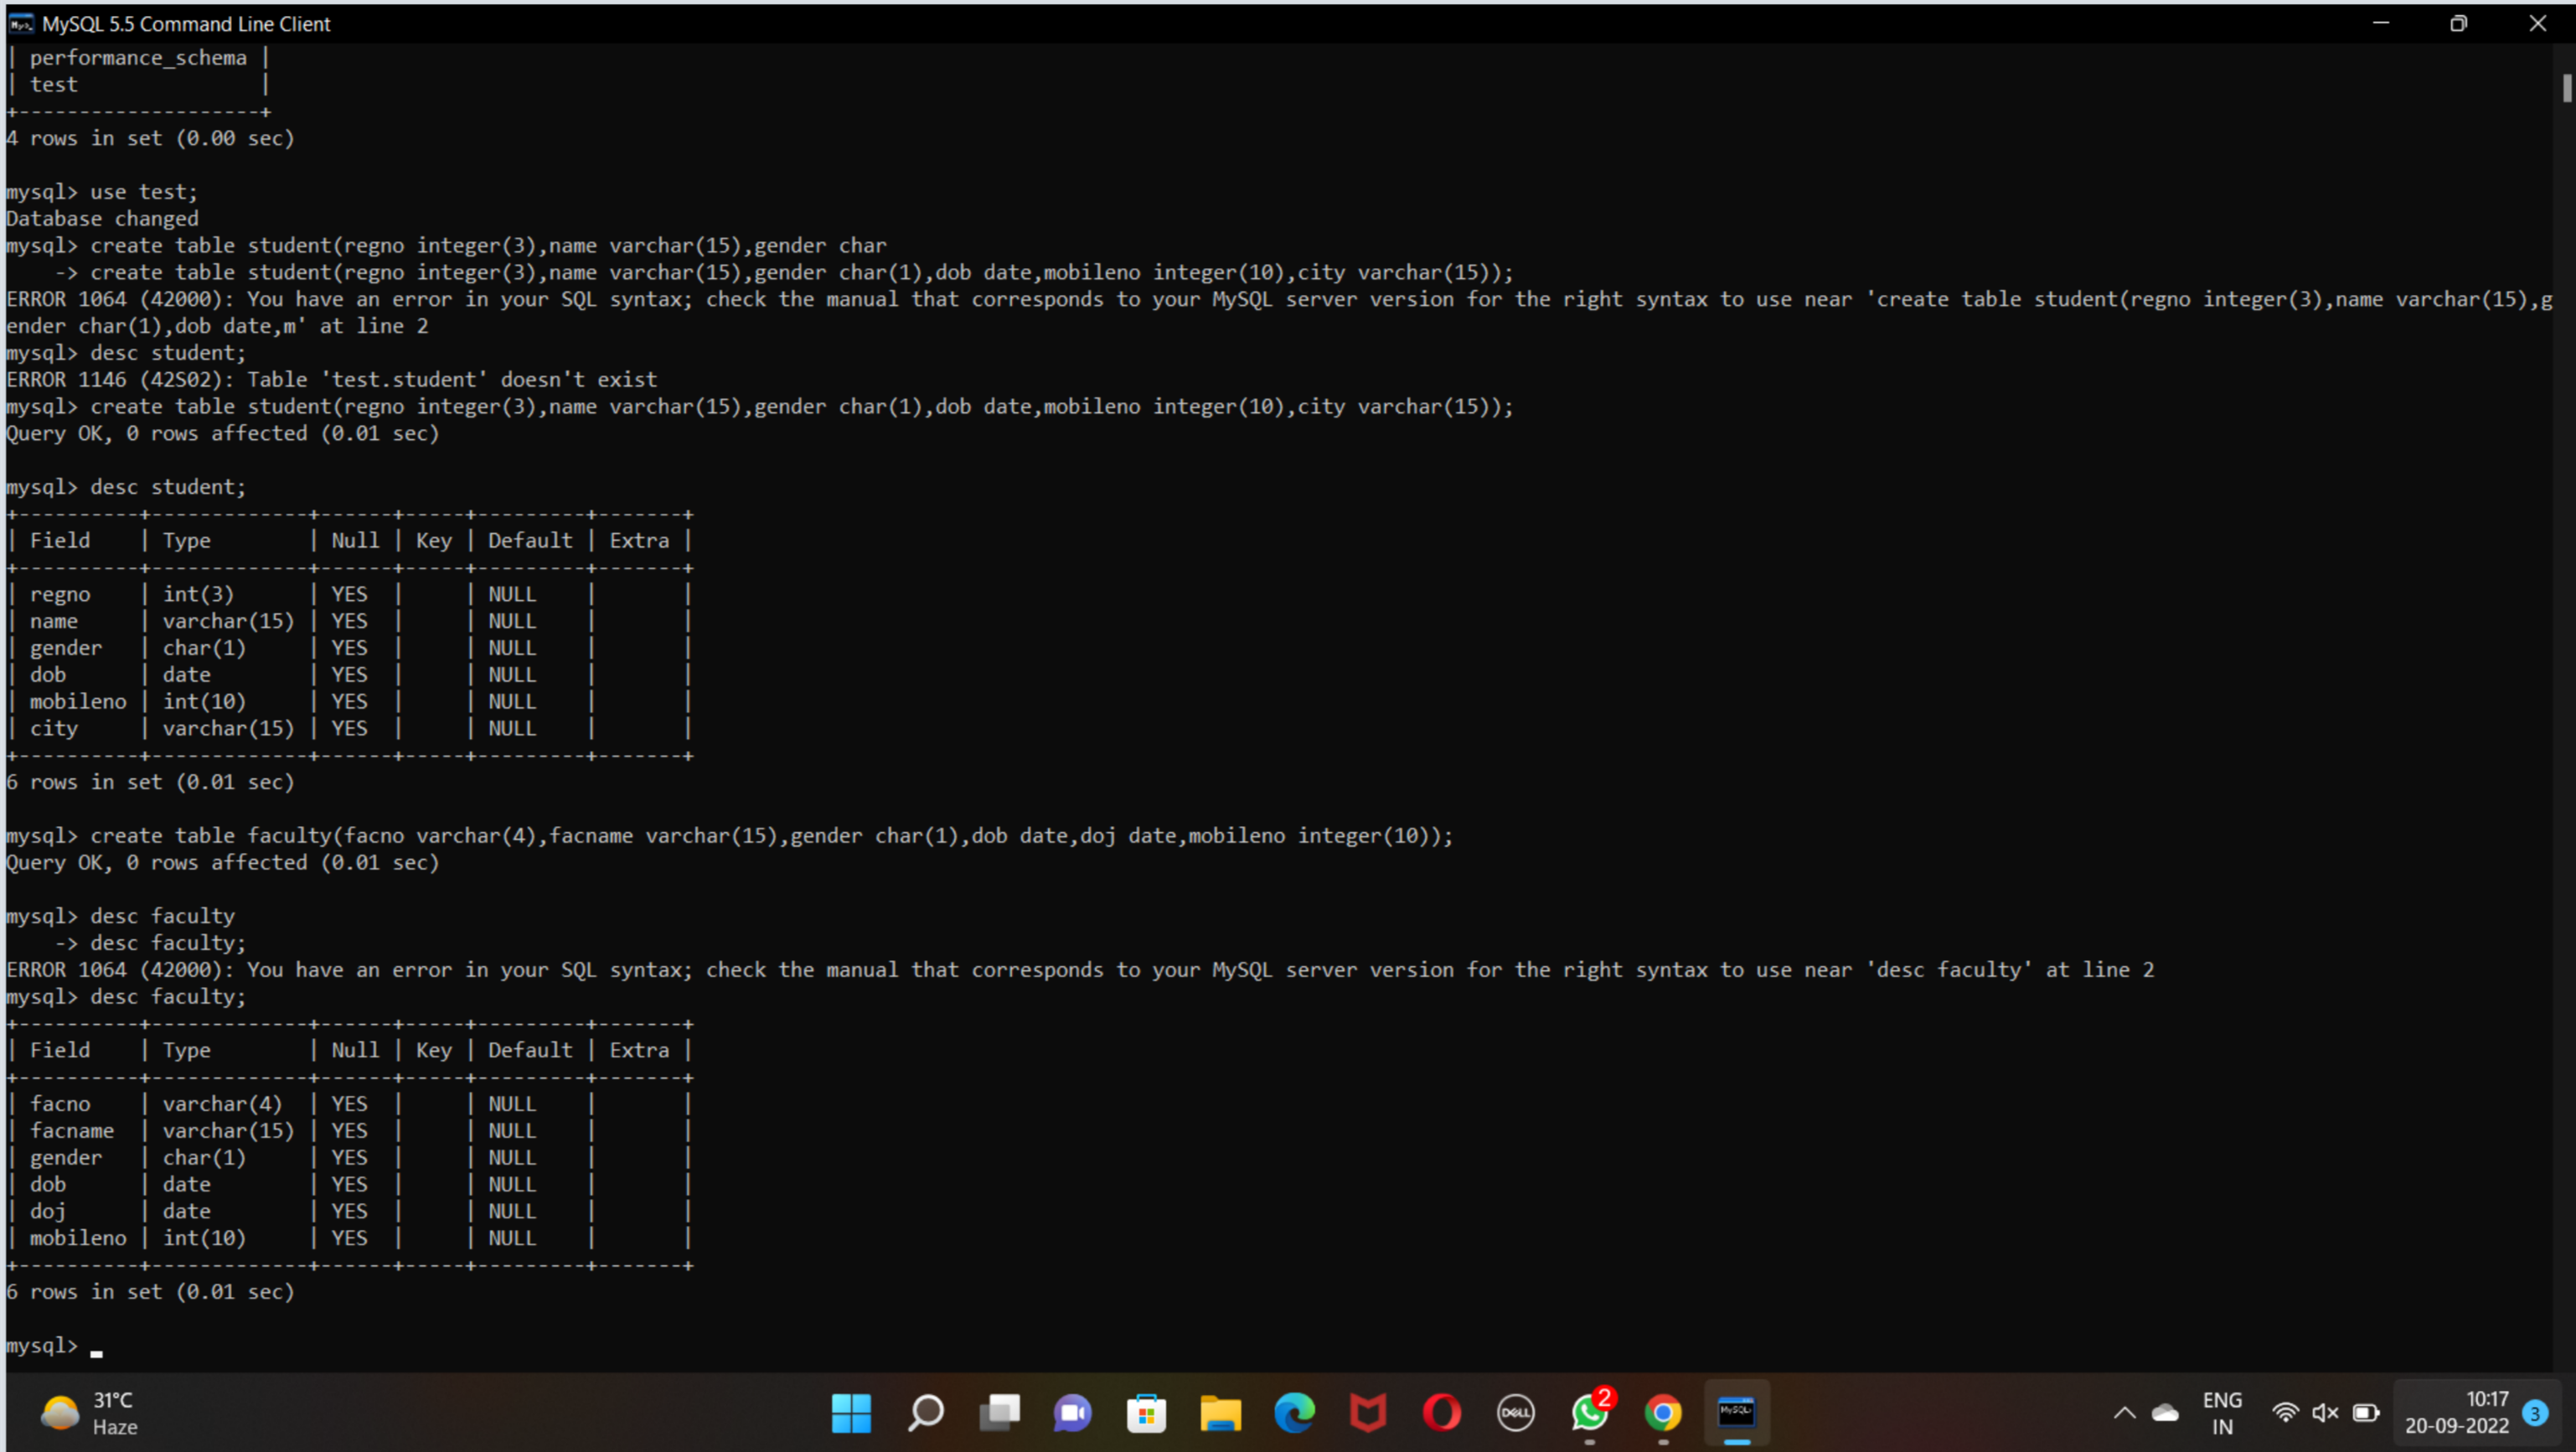 MySQL 5.5 Command Line Client
| performance_schema |
| test               |
+--------------------+
4 rows in set (0.00 sec)
mysql> use test;
Database changed
mysql> create table student(regno integer(3),name varchar(15),gender char
    -> create table student(regno integer(3),name varchar(15),gender char(1),dob date,mobileno integer(10),city varchar(15));
ERROR 1064 (42000): You have an error in your SQL syntax; check the manual that corresponds to your MySQL server version for the right syntax to use near 'create table student(regno integer(3),name varchar(15),g
ender char(1),dob date,m' at line 2
mysql> desc student;
ERROR 1146 (42S02): Table 'test.student' doesn't exist
mysql> create table student(regno integer(3),name varchar(15),gender char(1),dob date,mobileno integer(10),city varchar(15));
Query OK, 0 rows affected (0.01 sec)
mysql> desc student;
+----------+-------------+------+-----+---------+-------+
| Field    | Type        | Null | Key | Default | Extra |
+----------+-------------+------+-----+---------+-------+
| regno    | int(3)      | YES  |     | NULL    |       |
| name     | varchar(15) | YES  |     | NULL    |       |
| gender   | char(1)     | YES  |     | NULL    |       |
| dob      | date        | YES  |     | NULL    |       |
| mobileno | int(10)     | YES  |     | NULL    |       |
| city     | varchar(15) | YES  |     | NULL    |       |
+----------+-------------+------+-----+---------+-------+
6 rows in set (0.01 sec)
mysql> create table faculty(facno varchar(4),facname varchar(15),gender char(1),dob date,doj date,mobileno integer(10));
Query OK, 0 rows affected (0.01 sec)
mysql> desc faculty
    -> desc faculty;
ERROR 1064 (42000): You have an error in your SQL syntax; check the manual that corresponds to your MySQL server version for the right syntax to use near 'desc faculty' at line 2
mysql> desc faculty;
+----------+-------------+------+-----+---------+-------+
| Field    | Type        | Null | Key | Default | Extra |
+----------+-------------+------+-----+---------+-------+
| facno    | varchar(4)  | YES  |     | NULL    |       |
| facname  | varchar(15) | YES  |     | NULL    |       |
| gender   | char(1)     | YES  |     | NULL    |       |
| dob      | date        | YES  |     | NULL    |       |
| doj      | date        | YES  |     | NULL    |       |
| mobileno | int(10)     | YES  |     | NULL    |       |
+----------+-------------+------+-----+---------+-------+
6 rows in set (0.01 sec)
mysql>
31°C
Haze
DELL
2
MySQL
ENG
IN
10:17
20-09-2022
3